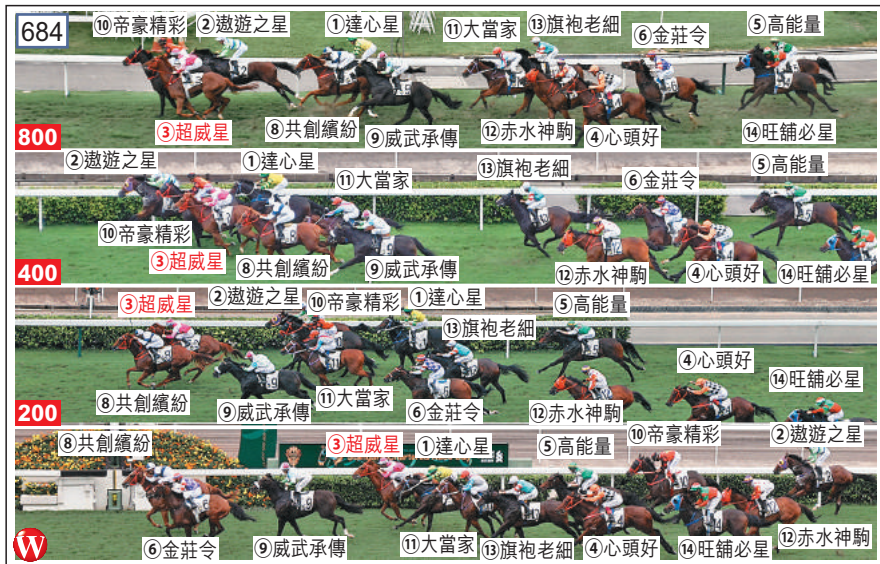 684
⑩帝豪精彩 ②遨遊之星 ①達心星 ⑪大當家 ⑬旗袍老細 ⑥金莊令 ⑤高能量
800 ③超威星 ⑧共創繽紛 ⑨威武承傳 ⑫赤水神駒 ④心頭好 ⑭旺舖必星
②遨遊之星 ①達心星 ⑪大當家 ⑬旗袍老細 ⑥金莊令 ⑤高能量
⑩帝豪精彩
400 ③超威星 ⑧共創繽紛 ⑨威武承傳 ⑫赤水神駒 ④心頭好 ⑭旺舖必星
③超威星 ②遨遊之星 ⑩帝豪精彩 ①達心星 ⑬旗袍老細 ⑤高能量 ④心頭好 ⑭旺舖必星
200 ⑧共創繽紛 ⑨威武承傳 ⑪大當家 ⑥金莊令 ⑫赤水神駒
⑧共創繽紛 ③超威星 ①達心星 ⑤高能量 ⑩帝豪精彩 ②遨遊之星
W ⑥金莊令 ⑨威武承傳 ⑪大當家 ⑬旗袍老細 ④心頭好 ⑭旺舖必星 ⑫赤水神駒